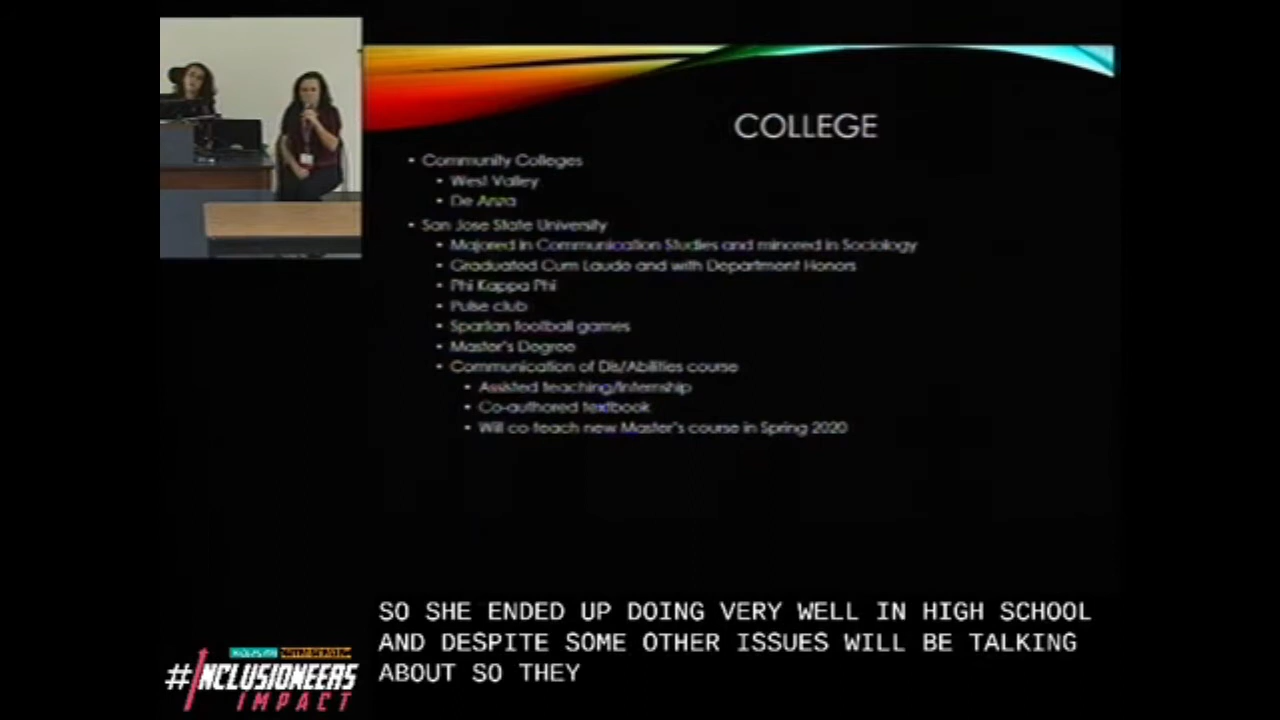 COLLEGE
• Community Colleges
• West Valley
• De Anza
• San Jose State University
• Majored in Communication Studies and minored in Sociology
• Graduated Cum Laude and with Department Honors
• Phi Kappa Phi
• Pulse club
• Spartan football games
• Master's Degree
• Communication of Dis/Abilities course
• Assisted teaching/Internship
• Co-authored textbook
• Will co teach new Master's course in Spring 2020
SO SHE ENDED UP DOING VERY WELL IN HIGH SCHOOL
AND DESPITE SOME OTHER ISSUES WILL BE TALKING
ABOUT SO THEY
#INCLUSIONEERS
IMPACT